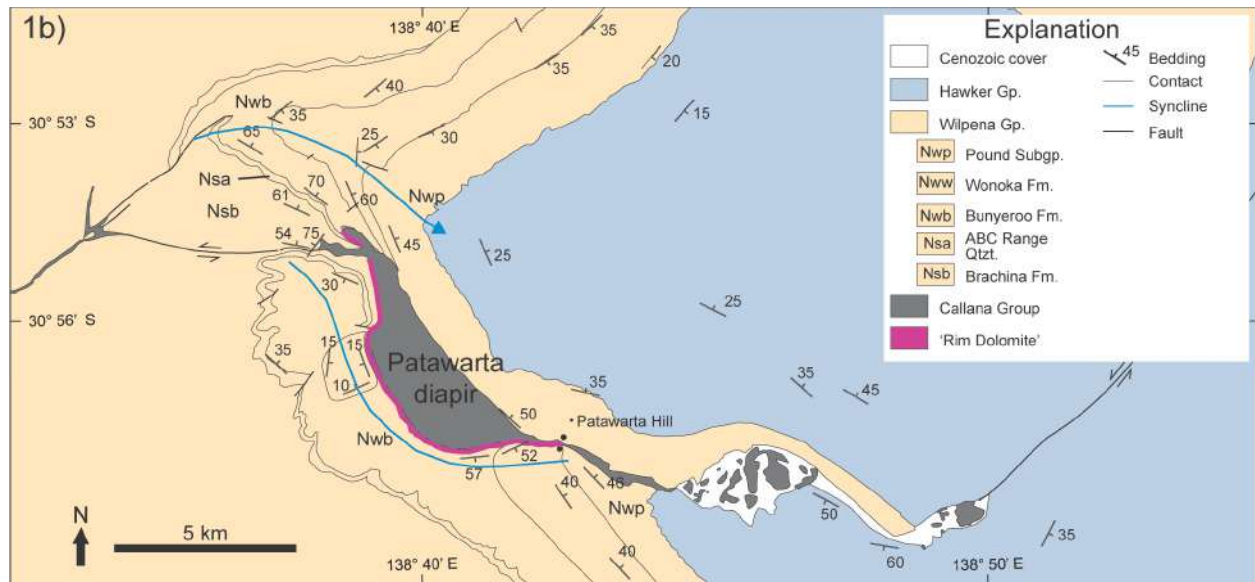 1b)
138° 40' E
30° 53' S
30° 56' S
35
35
20
15
40
35
30
25
65
Nwb
Nsa
Nsb
70
61
60
Nwp
45
54
75
30
25
25
15
15
10
35
Nwb
Patawarta
diapir
50
35
Patawarta Hill
35
45
57
52
40
46
Nwp
40
50
60
35
N
5 km
138° 40' E
138° 50' E
Explanation
Cenozoic cover
Hawker Gp.
Wilpena Gp.
Nwp Pound Subgp.
Nww Wonoka Fm.
Nwb Bunyeroo Fm.
Nsa ABC Range
Qtzt.
Nsb Brachina Fm.
Callana Group
'Rim Dolomite'
45 Bedding
Contact
Syncline
Fault